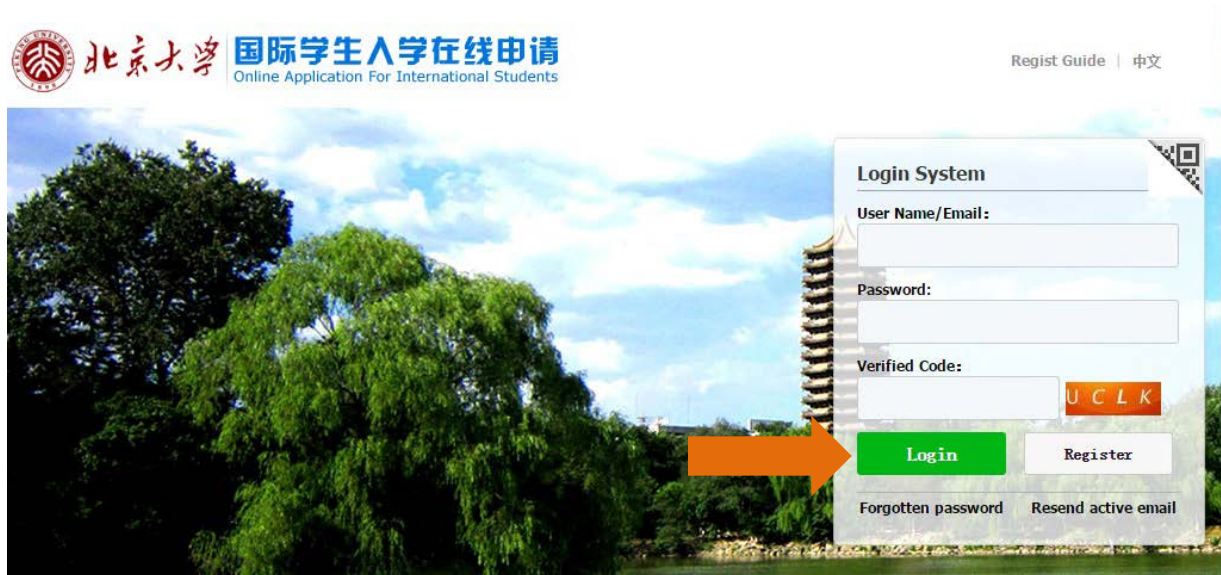 北京大学
国际学生入学在线申请
Online Application For International Students
Regist Guide | 中文
Login System
User Name/Email:
Password:
Verified Code:
U C L K
Login
Register
Forgotten password
Resend active email